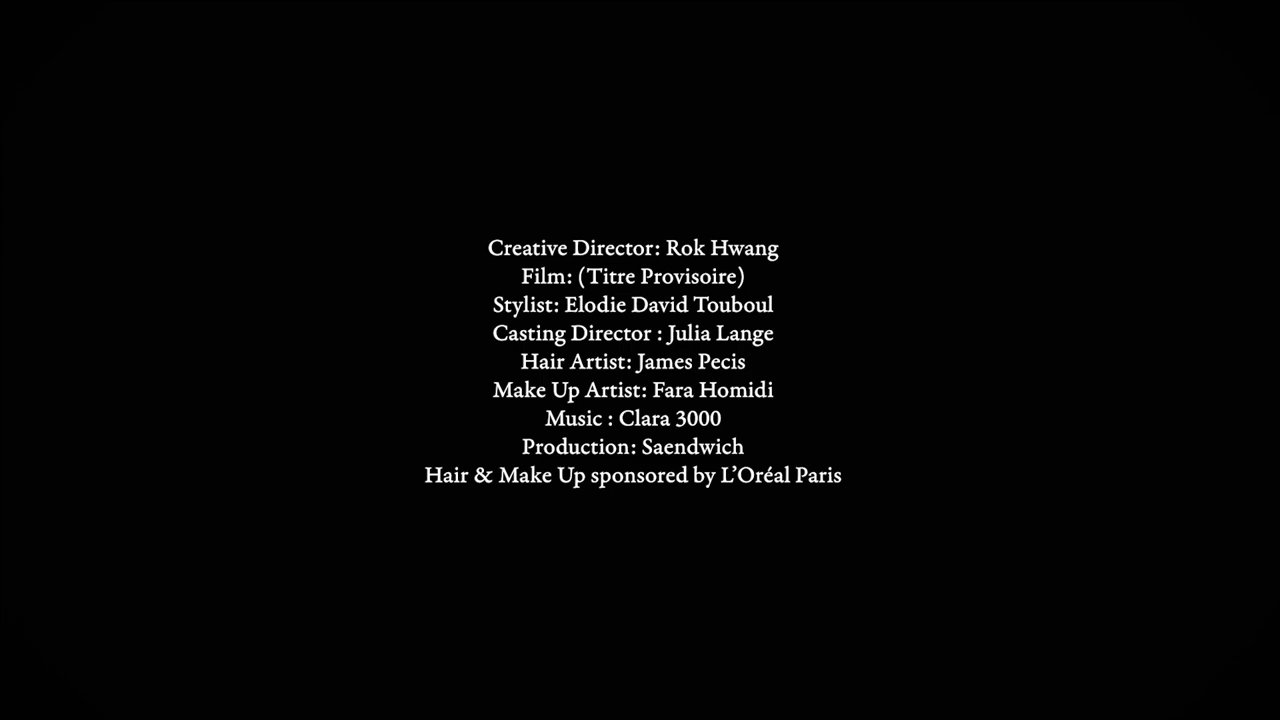 Creative Director: Rok Hwang
Film: (Titre Provisoire)
Stylist: Elodie David Touboul
Casting Director : Julia Lange
Hair Artist: James Pecis
Make Up Artist: Fara Homidi
Music : Clara 3000
Production: Saendwich
Hair & Make Up sponsored by L’Oréal Paris